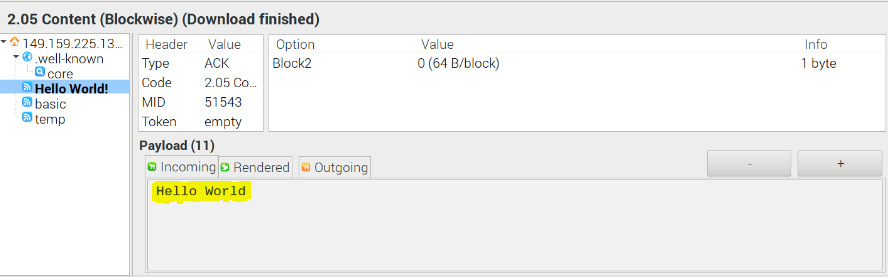 2.05 Content (Blockwise) (Download finished)
149.159.225.13...
.well-known
core
Hello World!
basic
temp
Header Value
Type ACK
Code 2.05 Co...
MID 51543
Token empty
Option Value Info
Block2 0 (64 B/block) 1 byte
Payload (11)
Incoming Rendered Outgoing
- +
Hello World